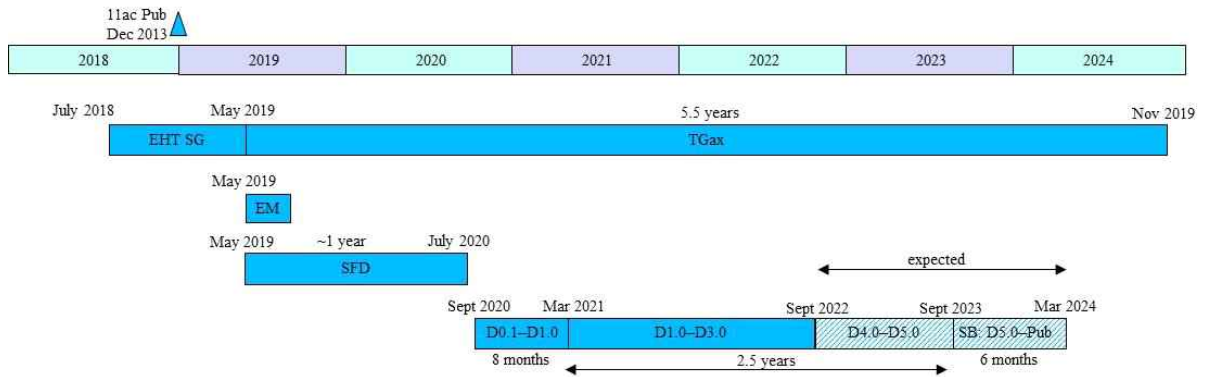 11ac Pub
Dec 2013
2018 2019 2020 2021 2022 2023 2024
July 2018 May 2019 5.5 years Nov 2019
EHT SG TGax
May 2019
EM
May 2019 ~1 year July 2020
SFD
expected
Sept 2020 Mar 2021 Sept 2022 Sept 2023 Mar 2024
D0.1–D1.0 D1.0–D3.0 D4.0–D5.0 SB: D5.0–Pub
8 months 2.5 years 6 months